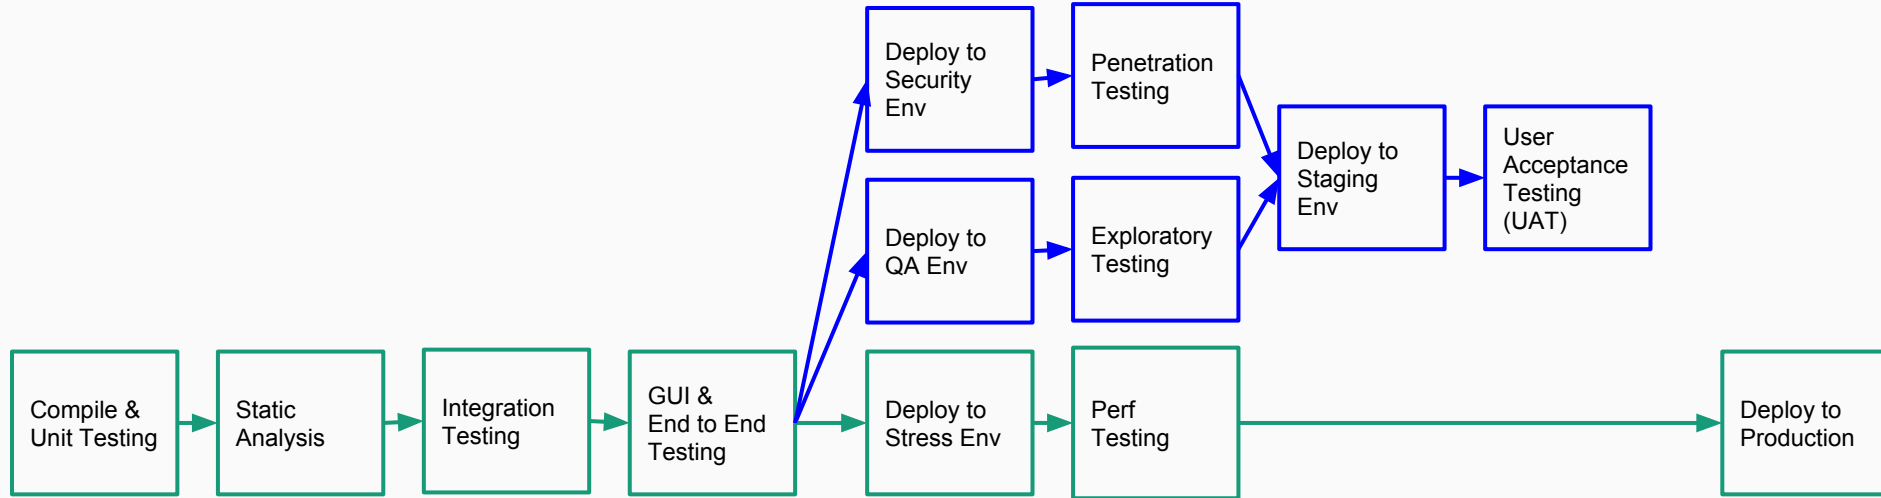 Deploy to
Security
Env
Penetration
Testing
Deploy to
Staging
Env
User
Acceptance
Testing
(UAT)
Deploy to
QA Env
Exploratory
Testing
Compile &
Unit Testing
Static
Analysis
Integration
Testing
GUI &
End to End
Testing
Deploy to
Stress Env
Perf
Testing
Deploy to
Production